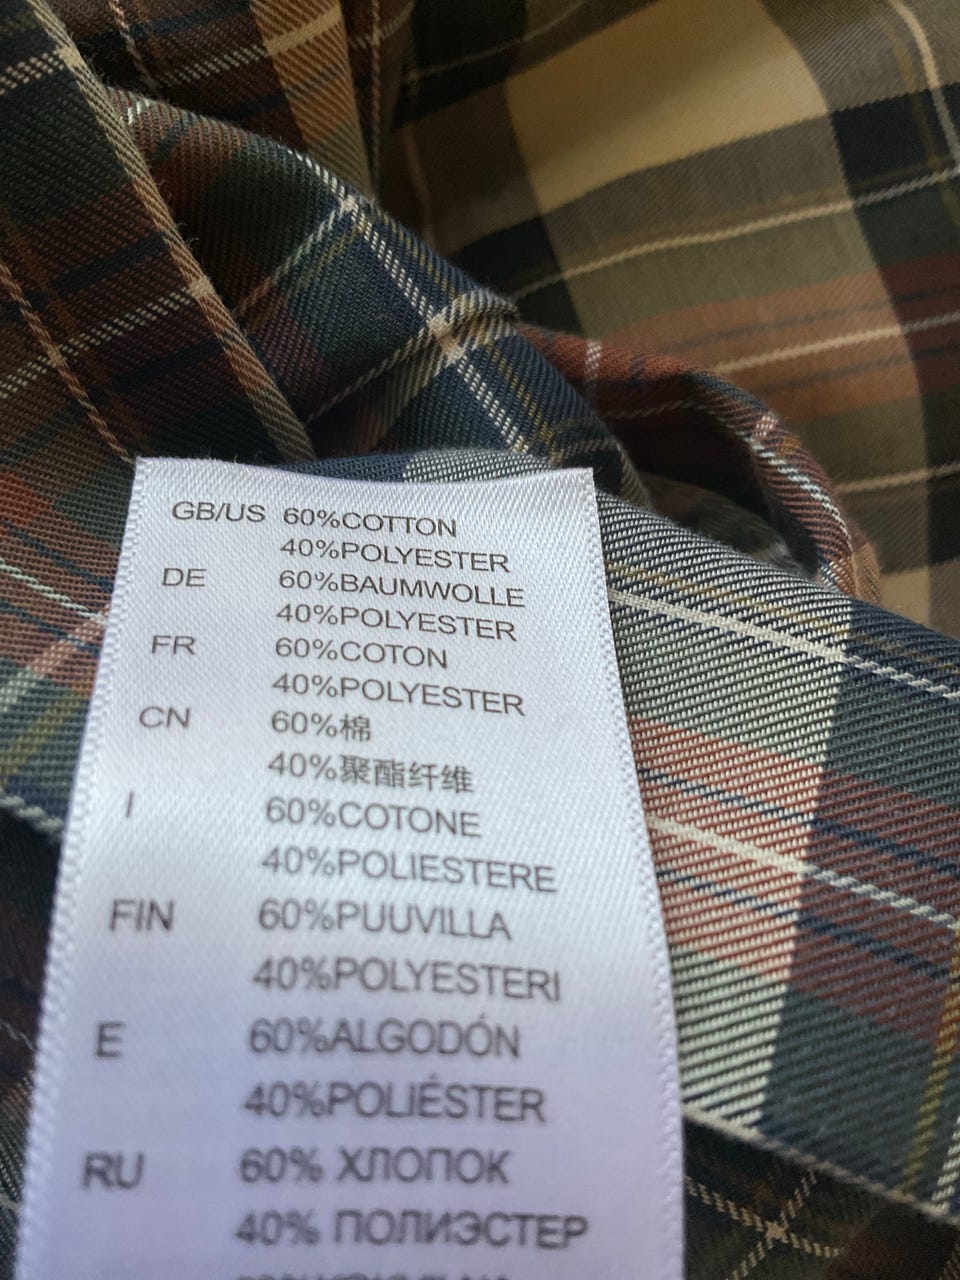 GB/US 60%COTTON
40%POLYESTER
DE 60%BAUMWOLLE
40%POLYESTER
FR 60%COTON
40%POLYESTER
CN 60%棉
40%聚酯纤维
I 60%COTONE
40%POLIESTERE
FIN 60%PUUVILLA
40%POLYESTERI
E 60%ALGODÓN
40%POLIÉSTER
RU 60% ХЛОПОК
40% ПОЛИЭСТЕР